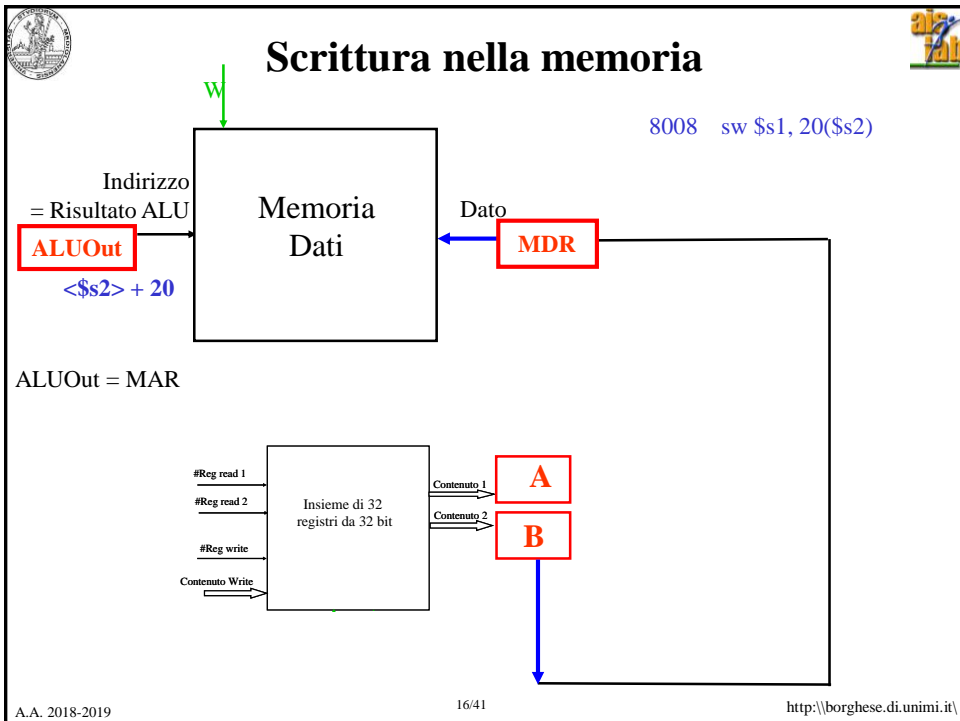 Scrittura nella memoria
W
8008 sw $s1, 20($s2)
Indirizzo
= Risultato ALU
ALUOut
<$s2> + 20
Memoria
Dati
Dato
MDR
ALUOut = MAR
#Reg read 1
#Reg read 2
#Reg write
Contenuto Write
Insieme di 32
registri da 32 bit
Contenuto 1
Contenuto 2
A
B
A.A. 2018-2019
16/41
http:\\borghese.di.unimi.it\